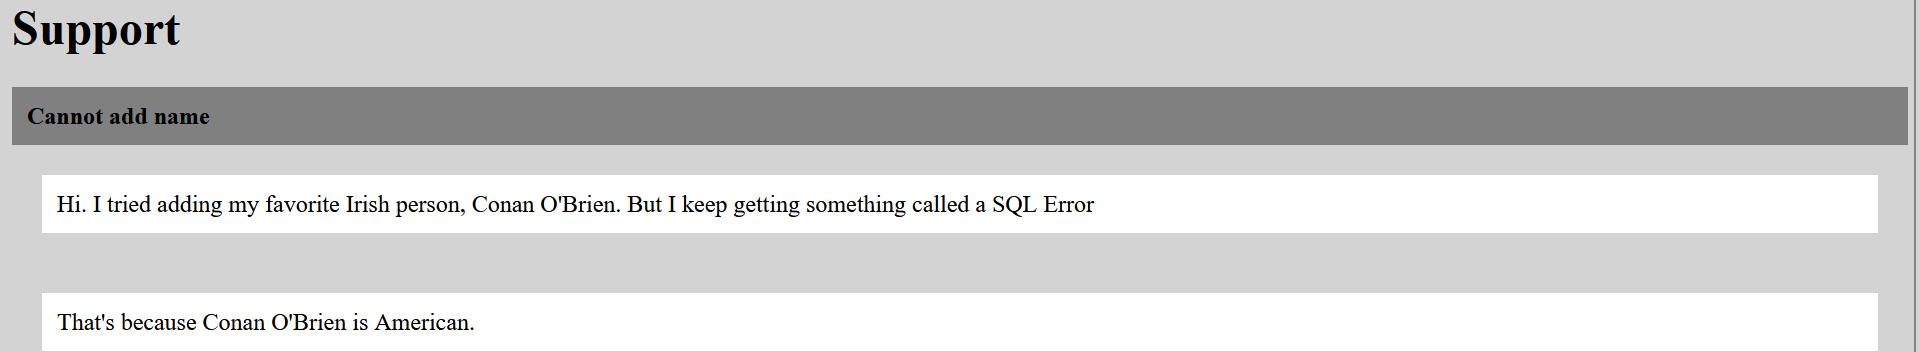 Support
Cannot add name
Hi. I tried adding my favorite Irish person, Conan O'Brien. But I keep getting something called a SQL Error
That's because Conan O'Brien is American.